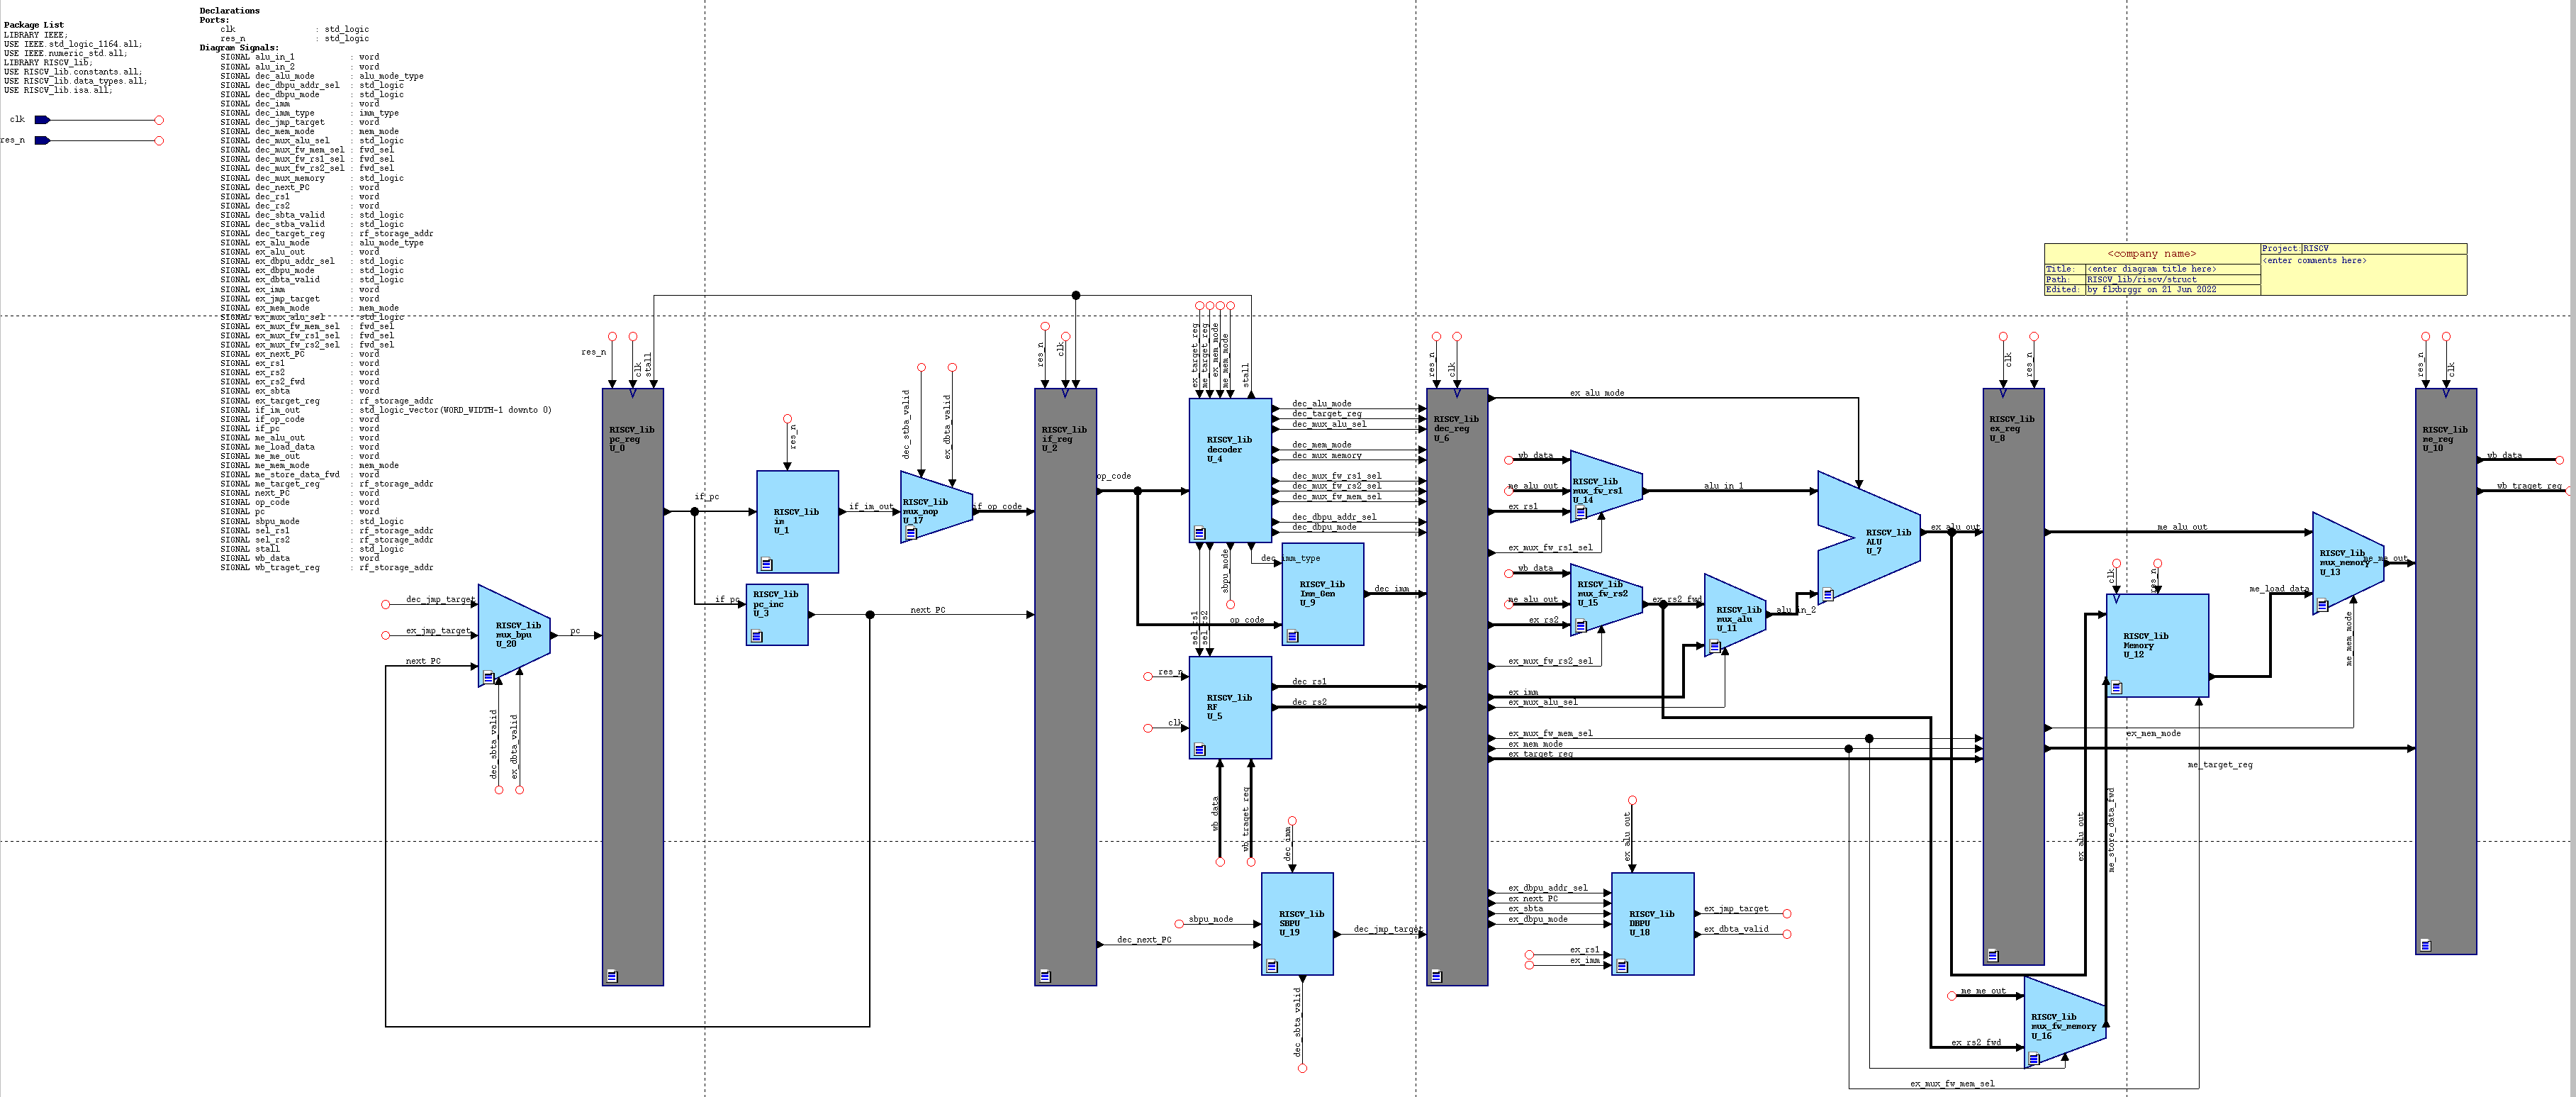 Package List
LIBRARY IEEE;
USE IEEE.std_logic_1164.all;
USE IEEE.numeric_std.all;
LIBRARY RISCV_lib;
USE RISCV_lib.constants.all;
USE RISCV_lib.data_types.all;
USE RISCV_lib.isa.all;
clk
res_n
Declarations
Ports:
clk : std_logic
res_n : std_logic
Diagram Signals:
SIGNAL alu_in_1 : word
SIGNAL alu_in_2 : word
SIGNAL dec_alu_mode : alu_mode_type
SIGNAL dec_dbpu_addr_sel : std_logic
SIGNAL dec_dbpu_mode : std_logic
SIGNAL dec_imm : word
SIGNAL dec_imm_type : imm_type
SIGNAL dec_jmp_target : word
SIGNAL dec_mem_mode : mem_mode
SIGNAL dec_mux_alu_sel : std_logic
SIGNAL dec_mux_fw_mem_sel : fwd_sel
SIGNAL dec_mux_fw_rs1_sel : fwd_sel
SIGNAL dec_mux_fw_rs2_sel : fwd_sel
SIGNAL dec_mux_memory : std_logic
SIGNAL dec_next_PC : word
SIGNAL dec_rs1 : word
SIGNAL dec_rs2 : word
SIGNAL dec_sbta_valid : std_logic
SIGNAL dec_stba_valid : std_logic
SIGNAL dec_target_reg : rf_storage_addr
SIGNAL ex_alu_mode : alu_mode_type
SIGNAL ex_alu_out : word
SIGNAL ex_dbpu_addr_sel : std_logic
SIGNAL ex_dbpu_mode : std_logic
SIGNAL ex_dbta_valid : std_logic
SIGNAL ex_imm : word
SIGNAL ex_jmp_target : word
SIGNAL ex_mem_mode : mem_mode
SIGNAL ex_mux_alu_sel : std_logic
SIGNAL ex_mux_fw_mem_sel : fwd_sel
SIGNAL ex_mux_fw_rs1_sel : fwd_sel
SIGNAL ex_mux_fw_rs2_sel : fwd_sel
SIGNAL ex_next_PC : word
SIGNAL ex_rs1 : word
SIGNAL ex_rs2 : word
SIGNAL ex_rs2_fwd : word
SIGNAL ex_sbta : word
SIGNAL ex_target_reg : rf_storage_addr
SIGNAL if_im_out : std_logic_vector(WORD_WIDTH-1 downto 0)
SIGNAL if_op_code : word
SIGNAL if_pc : word
SIGNAL me_alu_out : word
SIGNAL me_load_data : word
SIGNAL me_me_out : word
SIGNAL me_mem_mode : mem_mode
SIGNAL me_store_data_fwd : word
SIGNAL me_target_reg : rf_storage_addr
SIGNAL next_PC : word
SIGNAL op_code : word
SIGNAL pc : word
SIGNAL sbpu_mode : std_logic
SIGNAL sel_rs1 : rf_storage_addr
SIGNAL sel_rs2 : rf_storage_addr
SIGNAL stall : std_logic
SIGNAL wb_data : word
SIGNAL wb_traget_reg : rf_storage_addr
<company name>
Title: <enter diagram title here>
Path: RISCV_lib/riscv/struct
Edited: by flxbrggr on 21 Jun 2022
Project: RISCV
<enter comments here>
dec_jmp_target
ex_jmp_target
next_PC
RISCV_lib
mux_bpu
U_20
dec_sbta_valid
ex_dbta_valid
pc
res_n
clk
stall
RISCV_lib
pc_reg
U_0
if_pc
res_n
RISCV_lib
im
U_1
if_pc
RISCV_lib
pc_inc
U_3
next_PC
if_im_out
dec_stba_valid
ex_dbta_valid
RISCV_lib
mux_nop
U_17
if_op_code
res_n
clk
RISCV_lib
if_reg
U_2
op_code
ex_target_reg
me_target_reg
ex_mem_mode
me_mem_mode
stall
RISCV_lib
decoder
U_4
dec_alu_mode
dec_target_reg
dec_mux_alu_sel
dec_mem_mode
dec_mux_memory
dec_mux_fw_rs1_sel
dec_mux_fw_rs2_sel
dec_mux_fw_mem_sel
dec_dbpu_addr_sel
dec_dbpu_mode
sel_rs1
sel_rs2
sbpu_mode
dec_imm_type
op_code
RISCV_lib
Imm_Gen
U_9
dec_imm
res_n
clk
RISCV_lib
RF
U_5
dec_rs1
dec_rs2
wb_data
wb_traget_reg
dec_imm
sbpu_mode
dec_next_PC
RISCV_lib
SBPU
U_19
dec_jmp_target
dec_sbta_valid
res_n
clk
RISCV_lib
dec_reg
U_6
ex_alu_mode
wb_data
me_alu_out
ex_rs1
RISCV_lib
mux_fw_rs1
U_14
ex_mux_fw_rs1_sel
alu_in_1
wb_data
me_alu_out
ex_rs2
RISCV_lib
mux_fw_rs2
U_15
ex_mux_fw_rs2_sel
ex_rs2_fwd
ex_imm
ex_mux_alu_sel
RISCV_lib
mux_alu
U_11
alu_in_2
RISCV_lib
ALU
U_7
ex_alu_out
ex_mux_fw_mem_sel
ex_mem_mode
ex_target_reg
ex_alu_out
ex_dbpu_addr_sel
ex_next_PC
ex_sbta
ex_dbpu_mode
ex_rs1
ex_imm
RISCV_lib
DBPU
U_18
ex_jmp_target
ex_dbta_valid
clk
res_n
RISCV_lib
ex_reg
U_8
me_alu_out
clk
res_n
RISCV_lib
Memory
U_12
me_load_data
RISCV_lib
mux_memory
U_13
me_me_out
me_mem_mode
ex_mem_mode
me_target_reg
ex_alu_out
me_store_data_fwd
me_me_out
ex_rs2_fwd
RISCV_lib
mux_fw_memory
U_16
ex_mux_fw_mem_sel
res_n
clk
RISCV_lib
me_reg
U_10
wb_data
wb_traget_reg